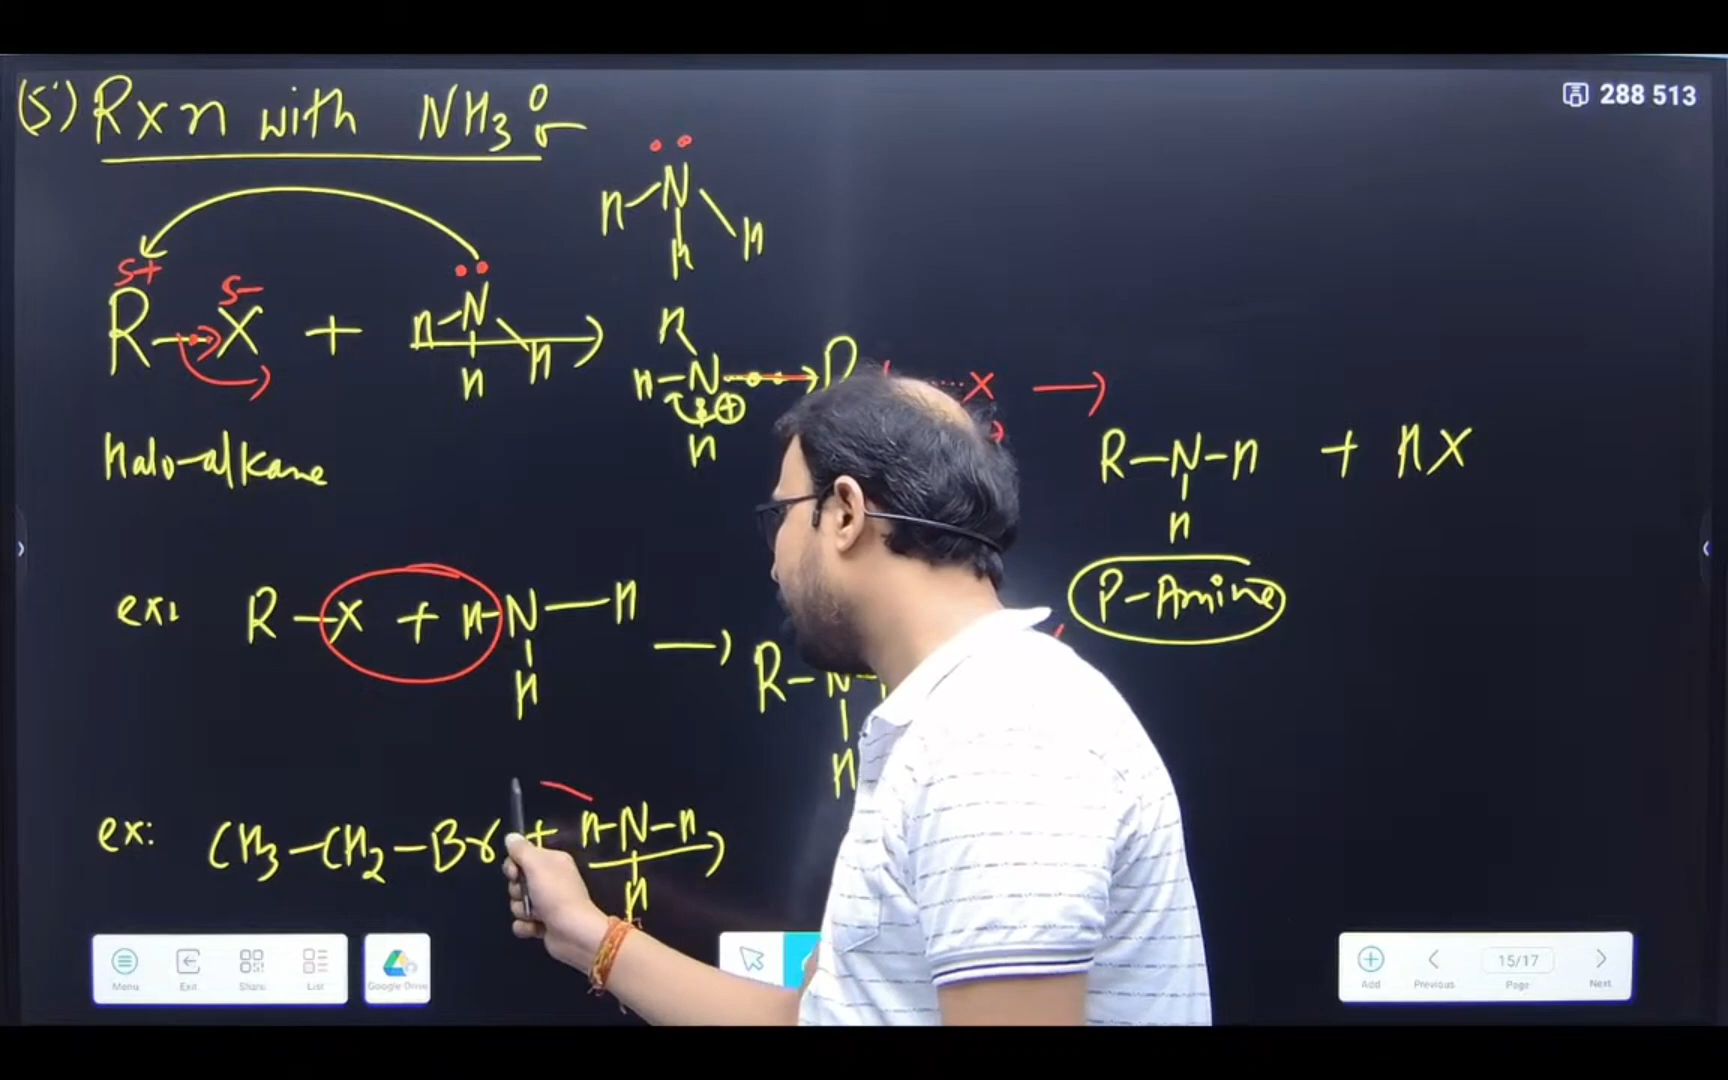 (5) Rxn with NH3 :-
288 513
N
H H
H
δ+ δ-
R-X + H-N-H →
H
R
H-N → R X →
⊕
H
Halo-alkane
R-N-H + HX
H
P-Amine
ex: R-X + H-N-H → R-N
H H
ex: CH3-CH2-Br + H-N-H →
H
Menu Exit Share List Google Drive
Add Previous 15/17 Page Next